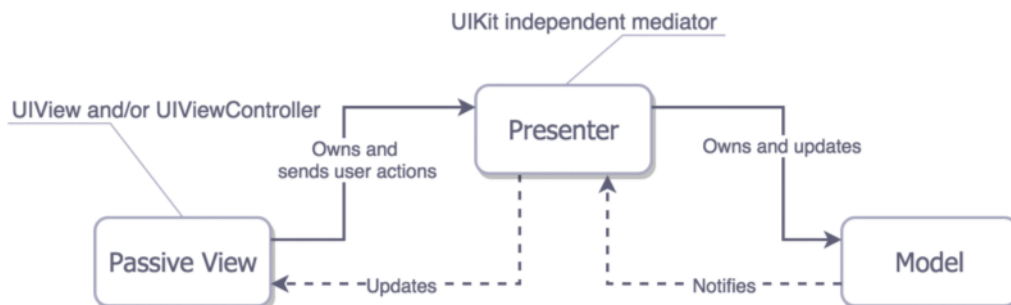 UIKit independent mediator
UIView and/or UIViewController
Presenter
Owns and
sends user actions
Owns and updates
Passive View
Updates
Notifies
Model